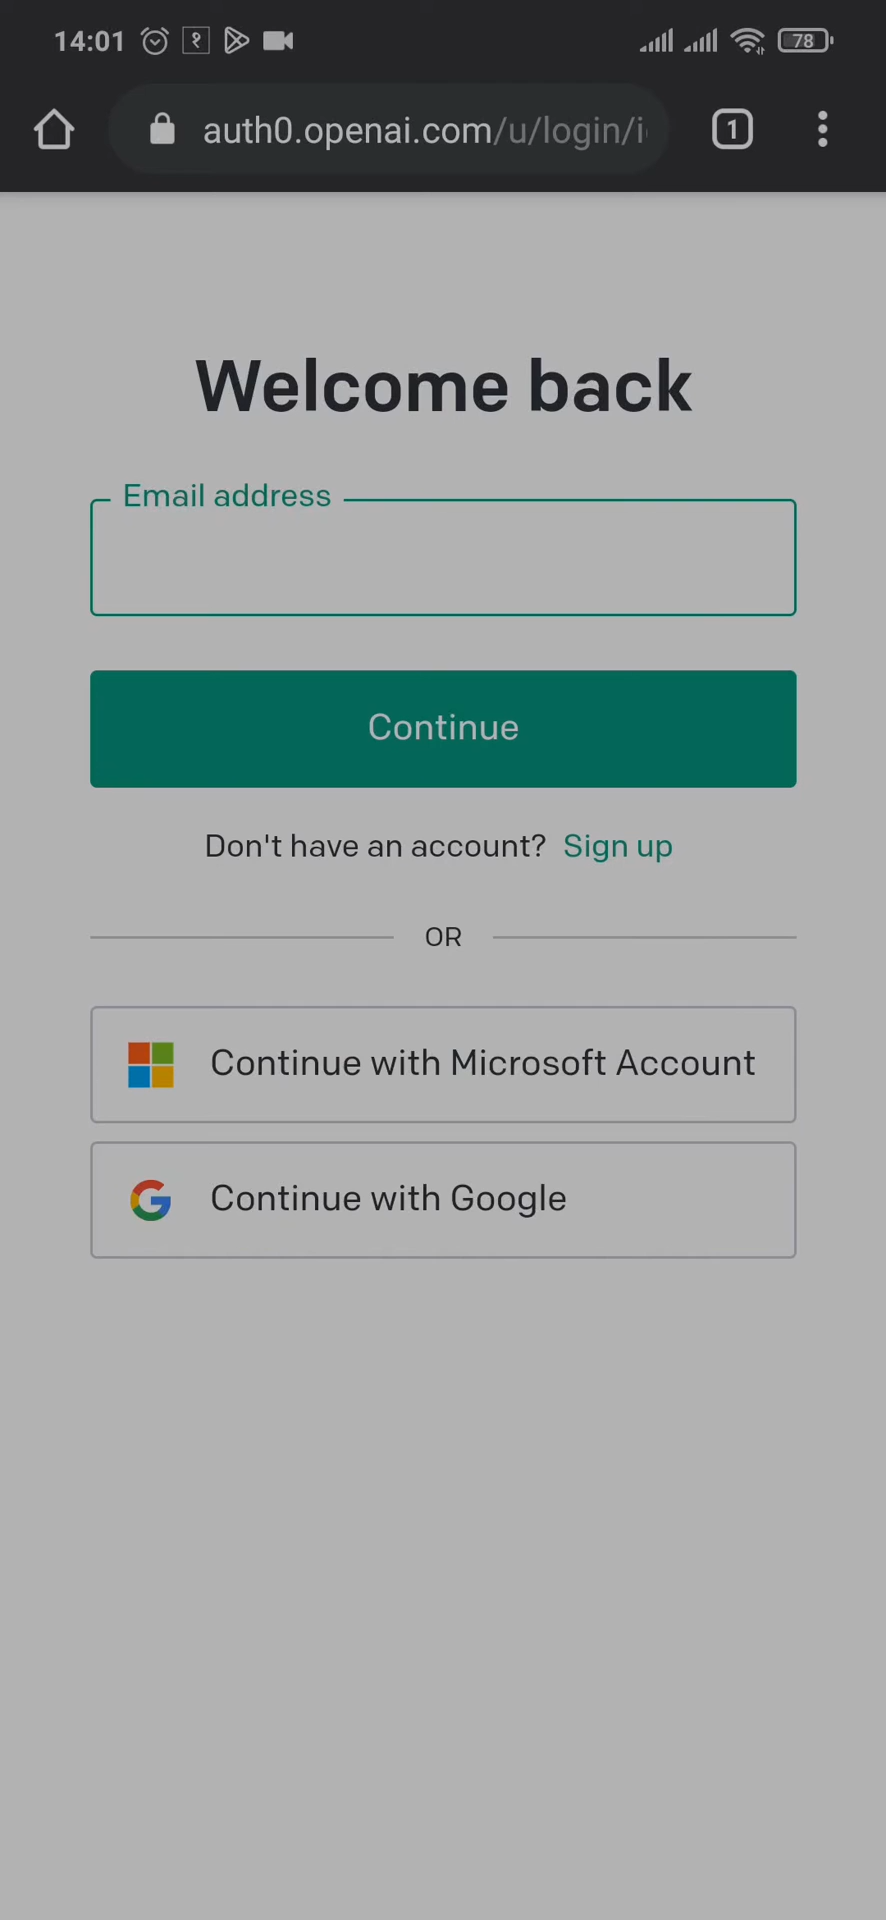 14:01 १ 78
auth0.openai.com/u/login/i
1
Welcome back
Email address
Continue
Don't have an account? Sign up
OR
Continue with Microsoft Account
Continue with Google